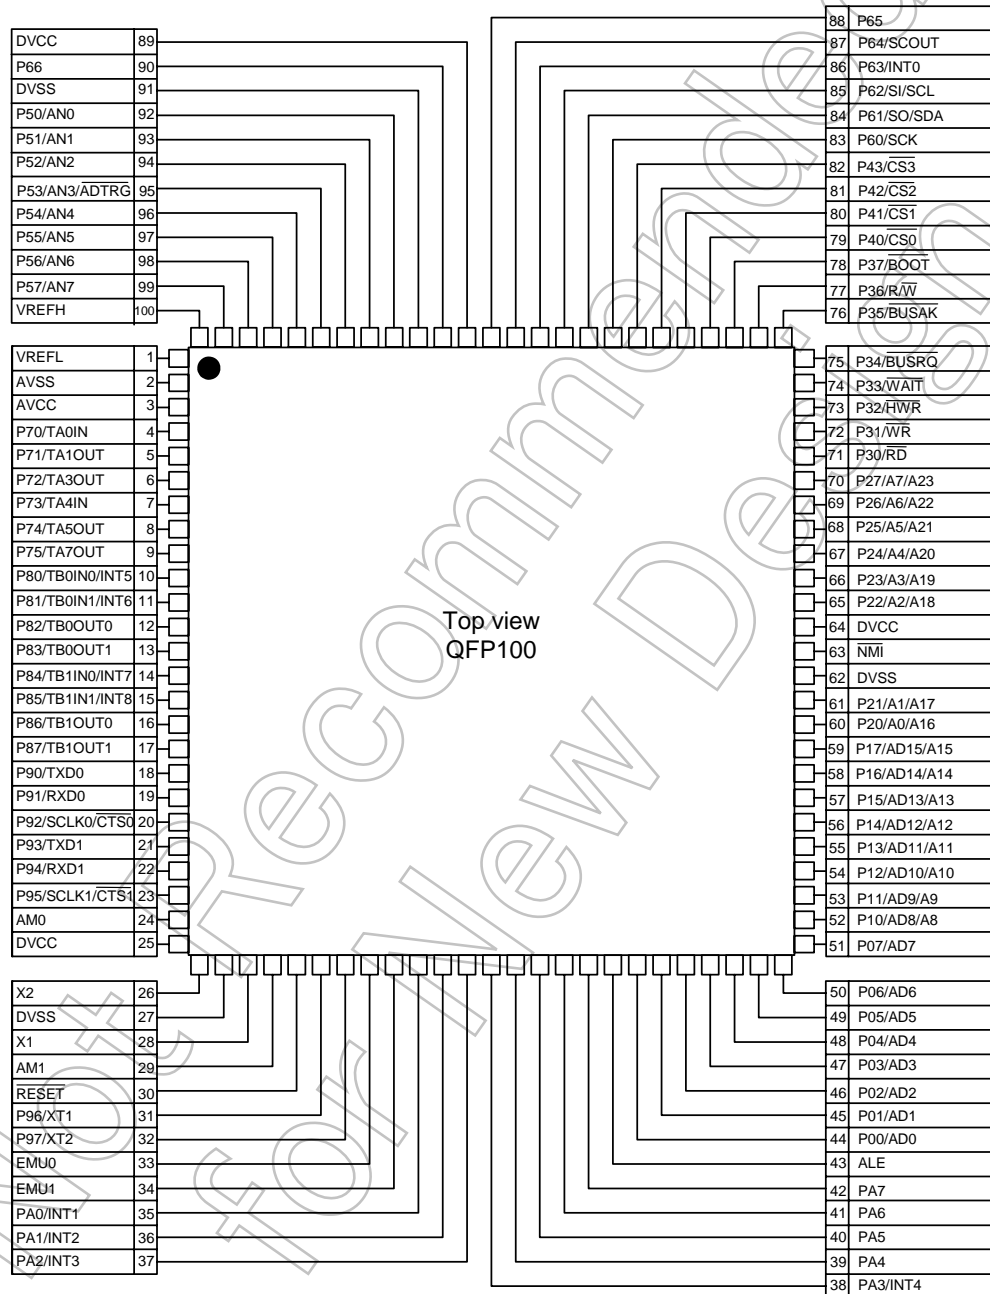 DVCC 89
P66 90
DVSS 91
P50/AN0 92
P51/AN1 93
P52/AN2 94
P53/AN3/ADTRG 95
P54/AN4 96
P55/AN5 97
P56/AN6 98
P57/AN7 99
VREFH 100
88 P65
87 P64/SCOUT
86 P63/INT0
85 P62/SI/SCL
84 P61/SO/SDA
83 P60/SCK
82 P43/CS3
81 P42/CS2
80 P41/CS1
79 P40/CS0
78 P37/BOOT
77 P36/R/W
76 P35/BUSAK
VREFL 1
AVSS 2
AVCC 3
P70/TA0IN 4
P71/TA1OUT 5
P72/TA3OUT 6
P73/TA4IN 7
P74/TA5OUT 8
P75/TA7OUT 9
P80/TB0IN0/INT5 10
P81/TB0IN1/INT6 11
P82/TB0OUT0 12
P83/TB0OUT1 13
P84/TB1IN0/INT7 14
P85/TB1IN1/INT8 15
P86/TB1OUT0 16
P87/TB1OUT1 17
P90/TXD0 18
P91/RXD0 19
P92/SCLK0/CTS0 20
P93/TXD1 21
P94/RXD1 22
P95/SCLK1/CTS1 23
AM0 24
DVCC 25
Top view
QFP100
75 P34/BUSRQ
74 P33/WAIT
73 P32/HWR
72 P31/WR
71 P30/RD
70 P27/A7/A23
69 P26/A6/A22
68 P25/A5/A21
67 P24/A4/A20
66 P23/A3/A19
65 P22/A2/A18
64 DVCC
63 NMI
62 DVSS
61 P21/A1/A17
60 P20/A0/A16
59 P17/AD15/A15
58 P16/AD14/A14
57 P15/AD13/A13
56 P14/AD12/A12
55 P13/AD11/A11
54 P12/AD10/A10
53 P11/AD9/A9
52 P10/AD8/A8
51 P07/AD7
X2 26
DVSS 27
X1 28
AM1 29
RESET 30
P96/XT1 31
P97/XT2 32
EMU0 33
EMU1 34
PA0/INT1 35
PA1/INT2 36
PA2/INT3 37
50 P06/AD6
49 P05/AD5
48 P04/AD4
47 P03/AD3
46 P02/AD2
45 P01/AD1
44 P00/AD0
43 ALE
42 PA7
41 PA6
40 PA5
39 PA4
38 PA3/INT4
Not Recommended
for New Design